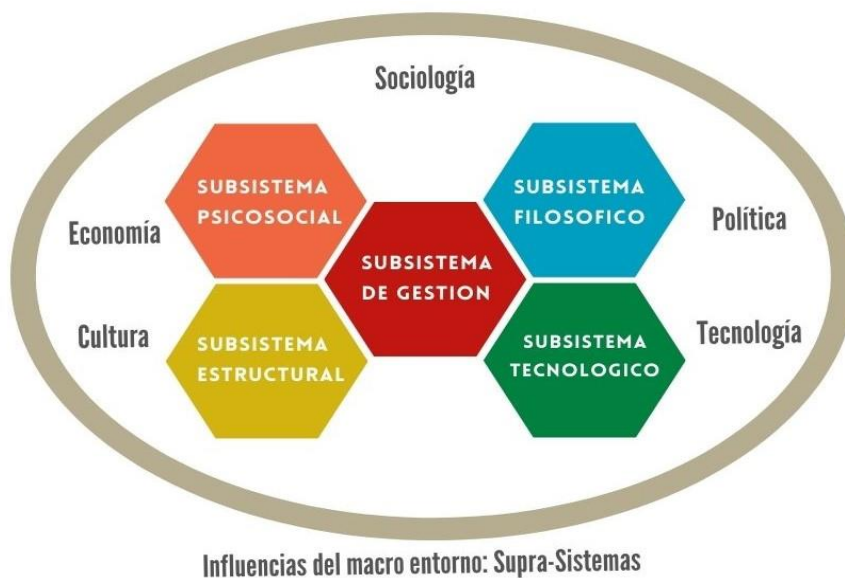 Sociología
SUBSISTEMA
PSICOSOCIAL
SUBSISTEMA
FILOSOFICO
Economía
Política
SUBSISTEMA
DE GESTION
Cultura
SUBSISTEMA
ESTRUCTURAL
SUBSISTEMA
TECNOLOGICO
Tecnología
Influencias del macro entorno: Supra-Sistemas